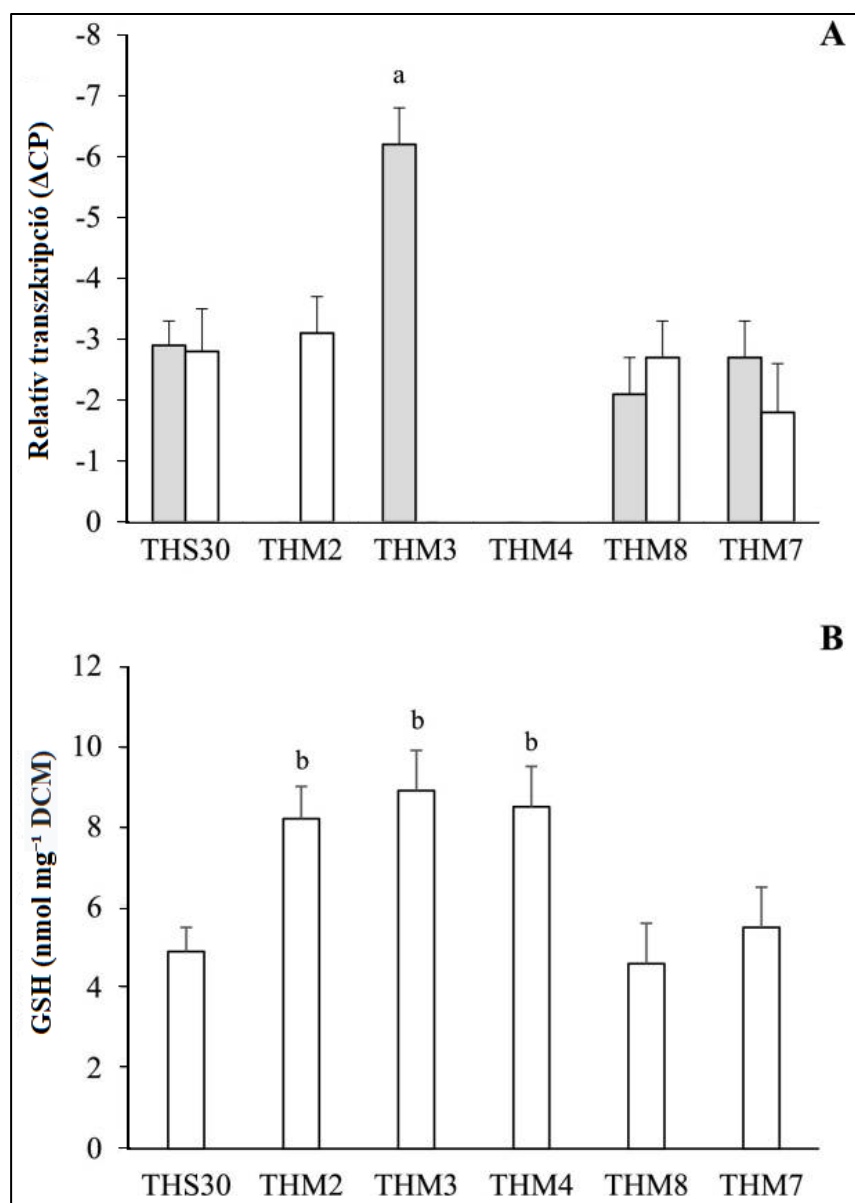 A
Relatív transzkripció (ΔCP)
-8
-7
-6
-5
-4
-3
-2
-1
0
a
THS30 THM2 THM3 THM4 THM8 THM7
B
GSH (nmol mg⁻¹ DCM)
12
10
8
6
4
2
0
b b b
THS30 THM2 THM3 THM4 THM8 THM7